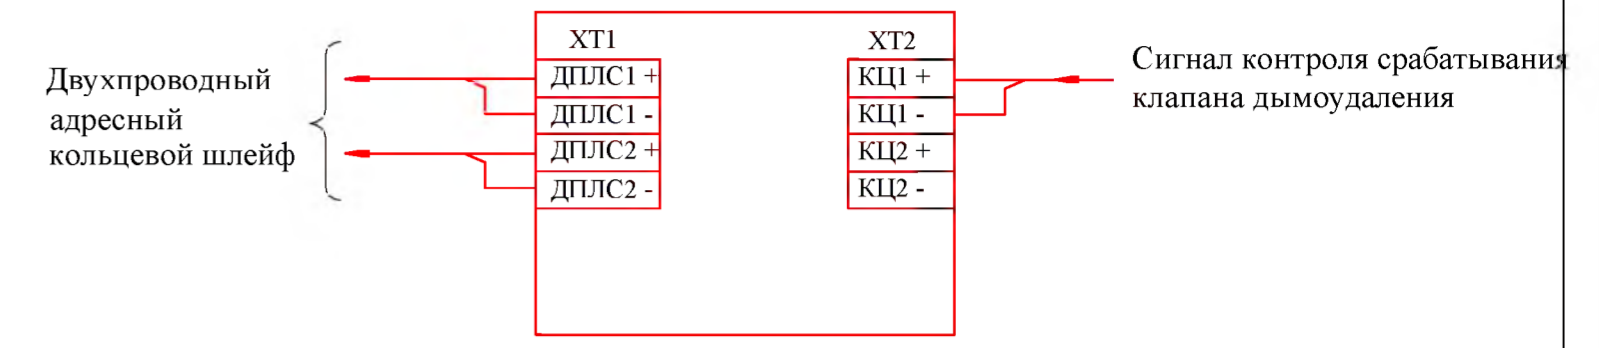 Двухпроводный
адресный
кольцевой шлейф
XT1
ДПЛС1 +
ДПЛС1 -
ДПЛС2 +
ДПЛС2 -
XT2
КЦ1 +
КЦ1 -
КЦ2 +
КЦ2 -
Сигнал контроля срабатывания
клапана дымоудаления